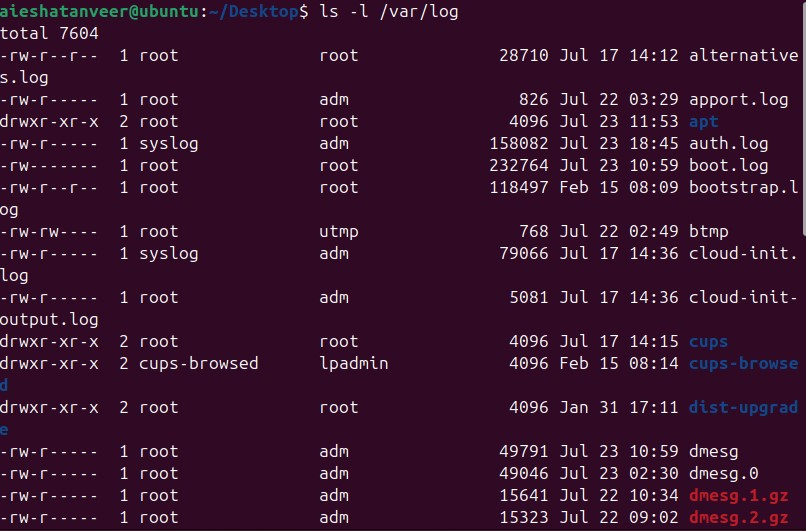 aieshatanveer@ubuntu:~/Desktop$ ls -l /var/log
total 7604
-rw-r--r--  1 root              root              28710 Jul 17 14:12 alternative
s.log
-rw-r-----  1 root              adm                 826 Jul 22 03:29 apport.log
drwxr-xr-x  2 root              root               4096 Jul 23 11:53 apt
-rw-r-----  1 syslog            adm              158082 Jul 23 18:45 auth.log
-rw-------  1 root              root             232764 Jul 23 10:59 boot.log
-rw-r--r--  1 root              root             118497 Feb 15 08:09 bootstrap.l
og
-rw-rw----  1 root              utmp                768 Jul 22 02:49 btmp
-rw-r-----  1 syslog            adm               79066 Jul 17 14:36 cloud-init.
log
-rw-r-----  1 root              adm                5081 Jul 17 14:36 cloud-init-
output.log
drwxr-xr-x  2 root              root               4096 Jul 17 14:15 cups
drwxr-xr-x  2 cups-browsed      lpadmin            4096 Feb 15 08:14 cups-browse
d
drwxr-xr-x  2 root              root               4096 Jan 31 17:11 dist-upgrad
e
-rw-r-----  1 root              adm               49791 Jul 23 10:59 dmesg
-rw-r-----  1 root              adm               49046 Jul 23 02:30 dmesg.0
-rw-r-----  1 root              adm               15641 Jul 22 10:34 dmesg.1.gz
-rw-r-----  1 root              adm               15323 Jul 22 09:02 dmesg.2.gz